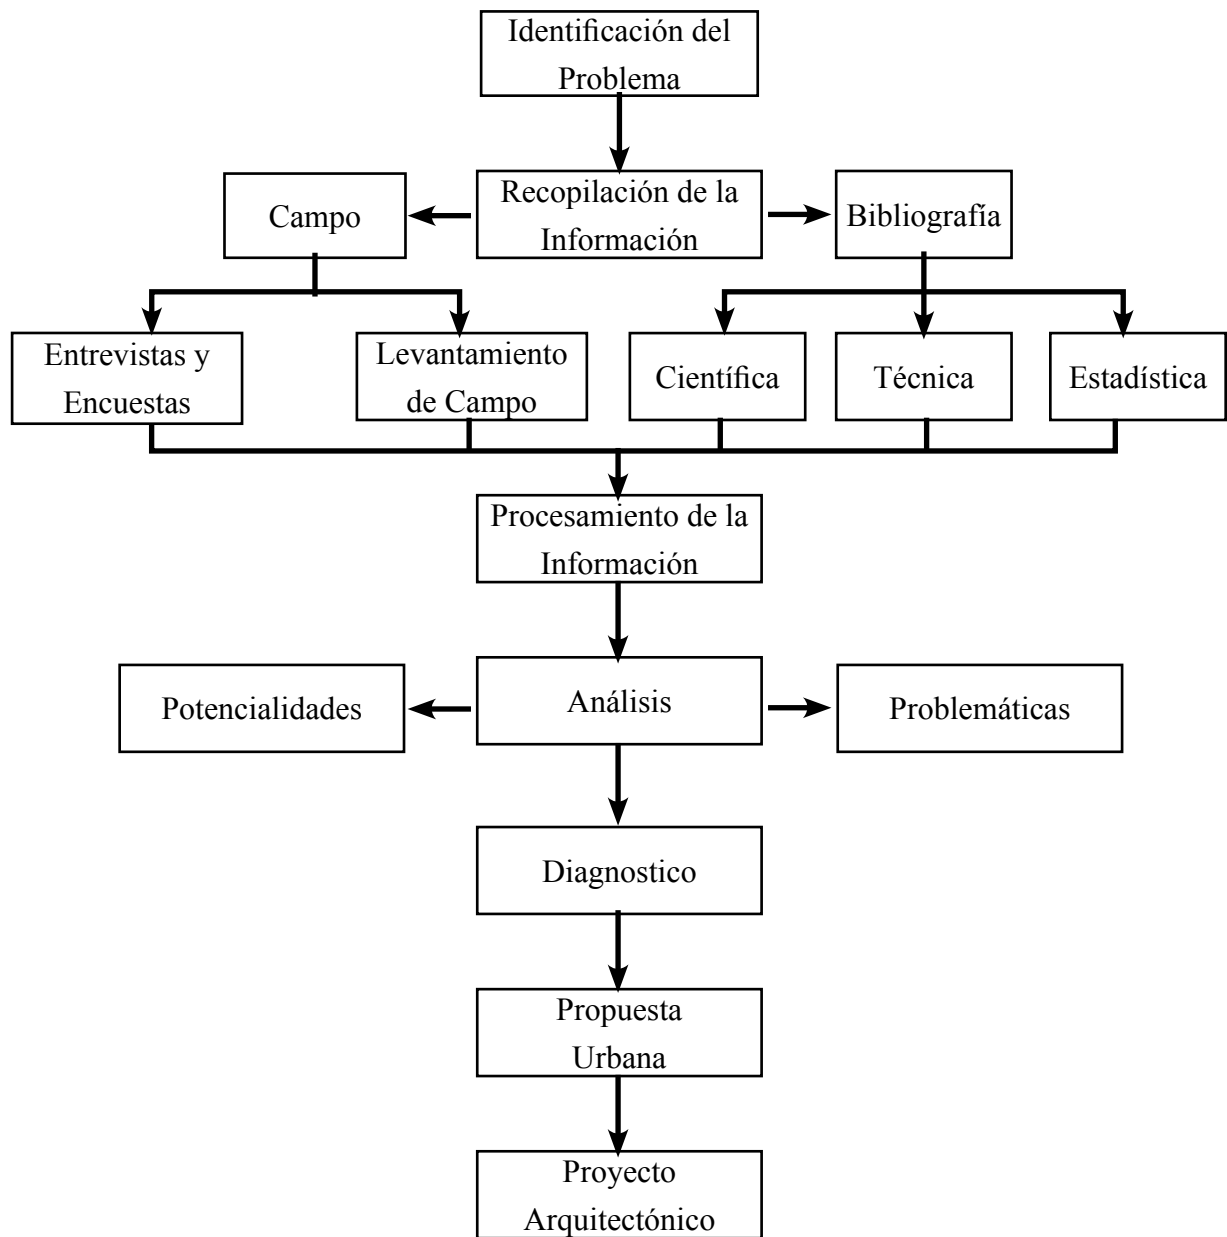 Identificación del
Problema
Campo
Recopilación de la
Información
Bibliografía
Entrevistas y
Encuestas
Levantamiento
de Campo
Científica
Técnica
Estadística
Procesamiento de la
Información
Potencialidades
Análisis
Problemáticas
Diagnostico
Propuesta
Urbana
Proyecto
Arquitectónico